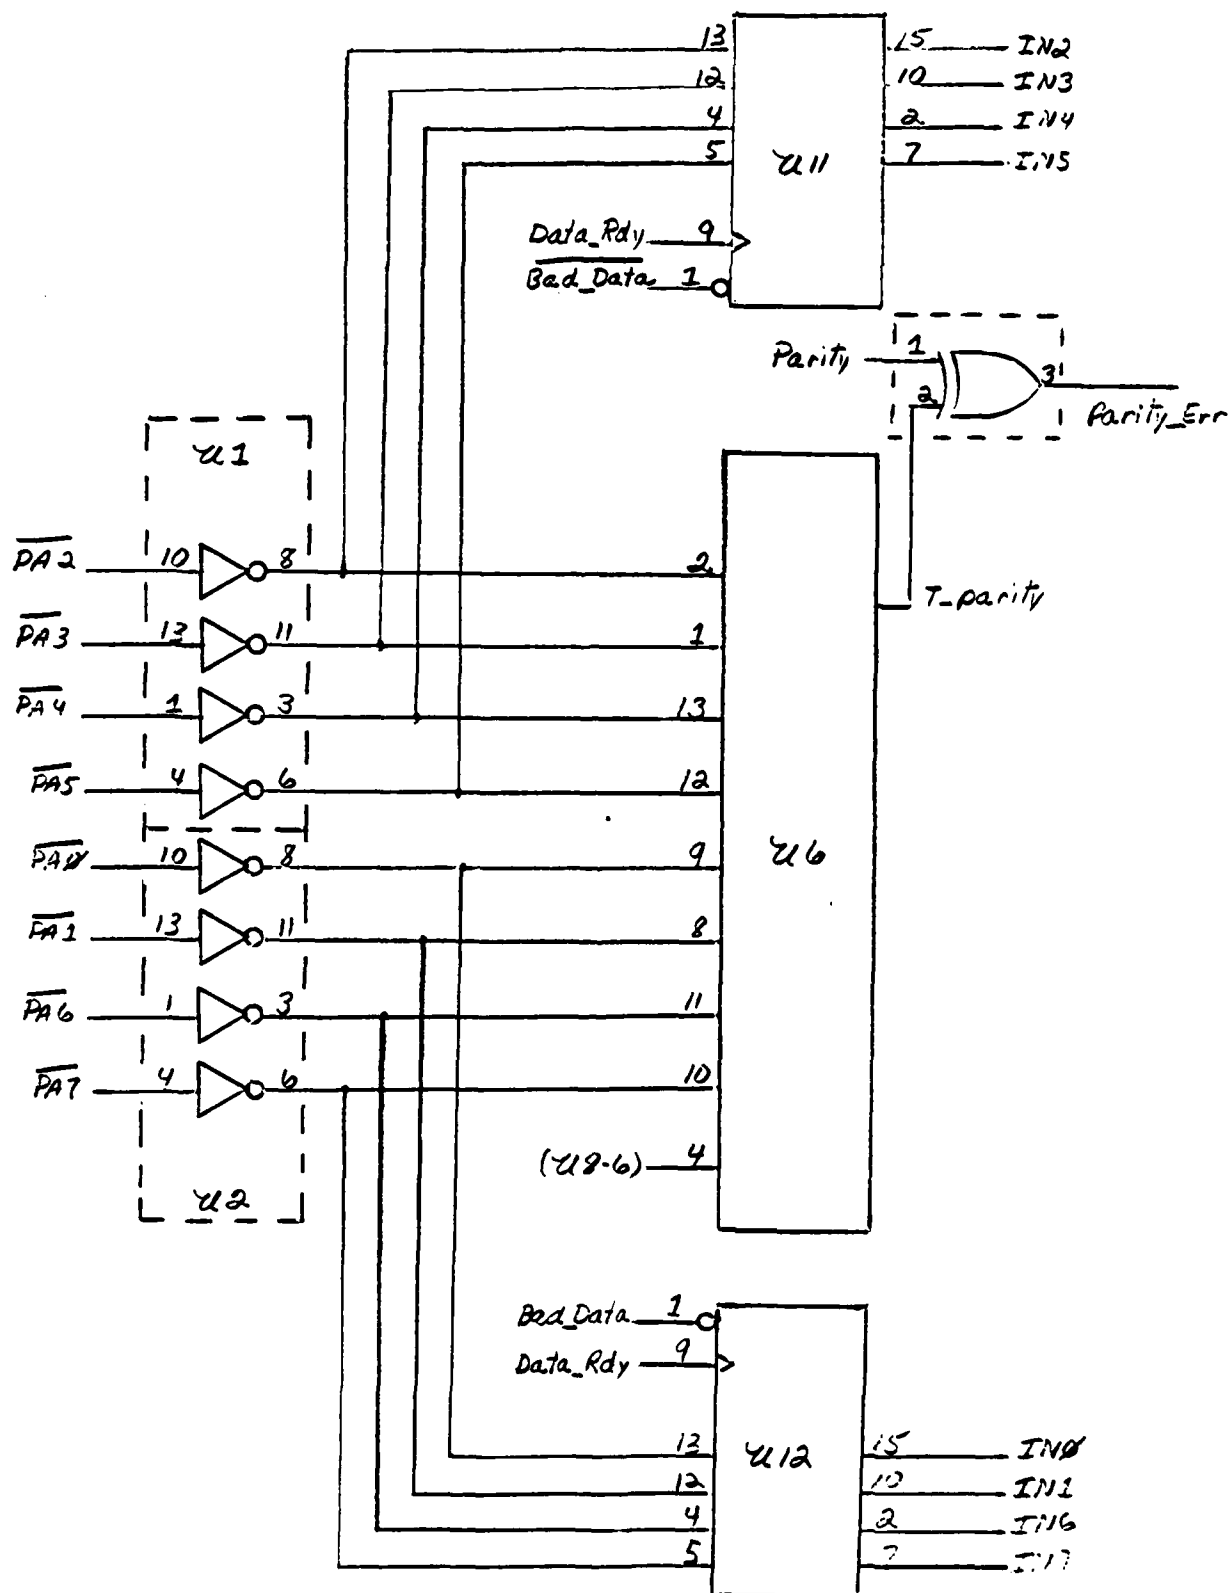 13 15 IN2
12 10 IN3
4 2 IN4
5 7 IN5
U11
Data_Rdy 9
Bad_Data 1
Parity 1
2 3
Parity_Err
U1
PA2 10 8 2
T_parity
PA3 13 11 1
PA4 1 3 13
PA5 4 6 12
PA0 10 8 9
U6
PA1 13 11 8
PA6 1 3 11
PA7 4 6 10
(U8-6) 4
U2
Bad_Data 1
Data_Rdy 9
13 15 IN0
U12
12 10 IN1
4 2 IN6
5 7 IN7